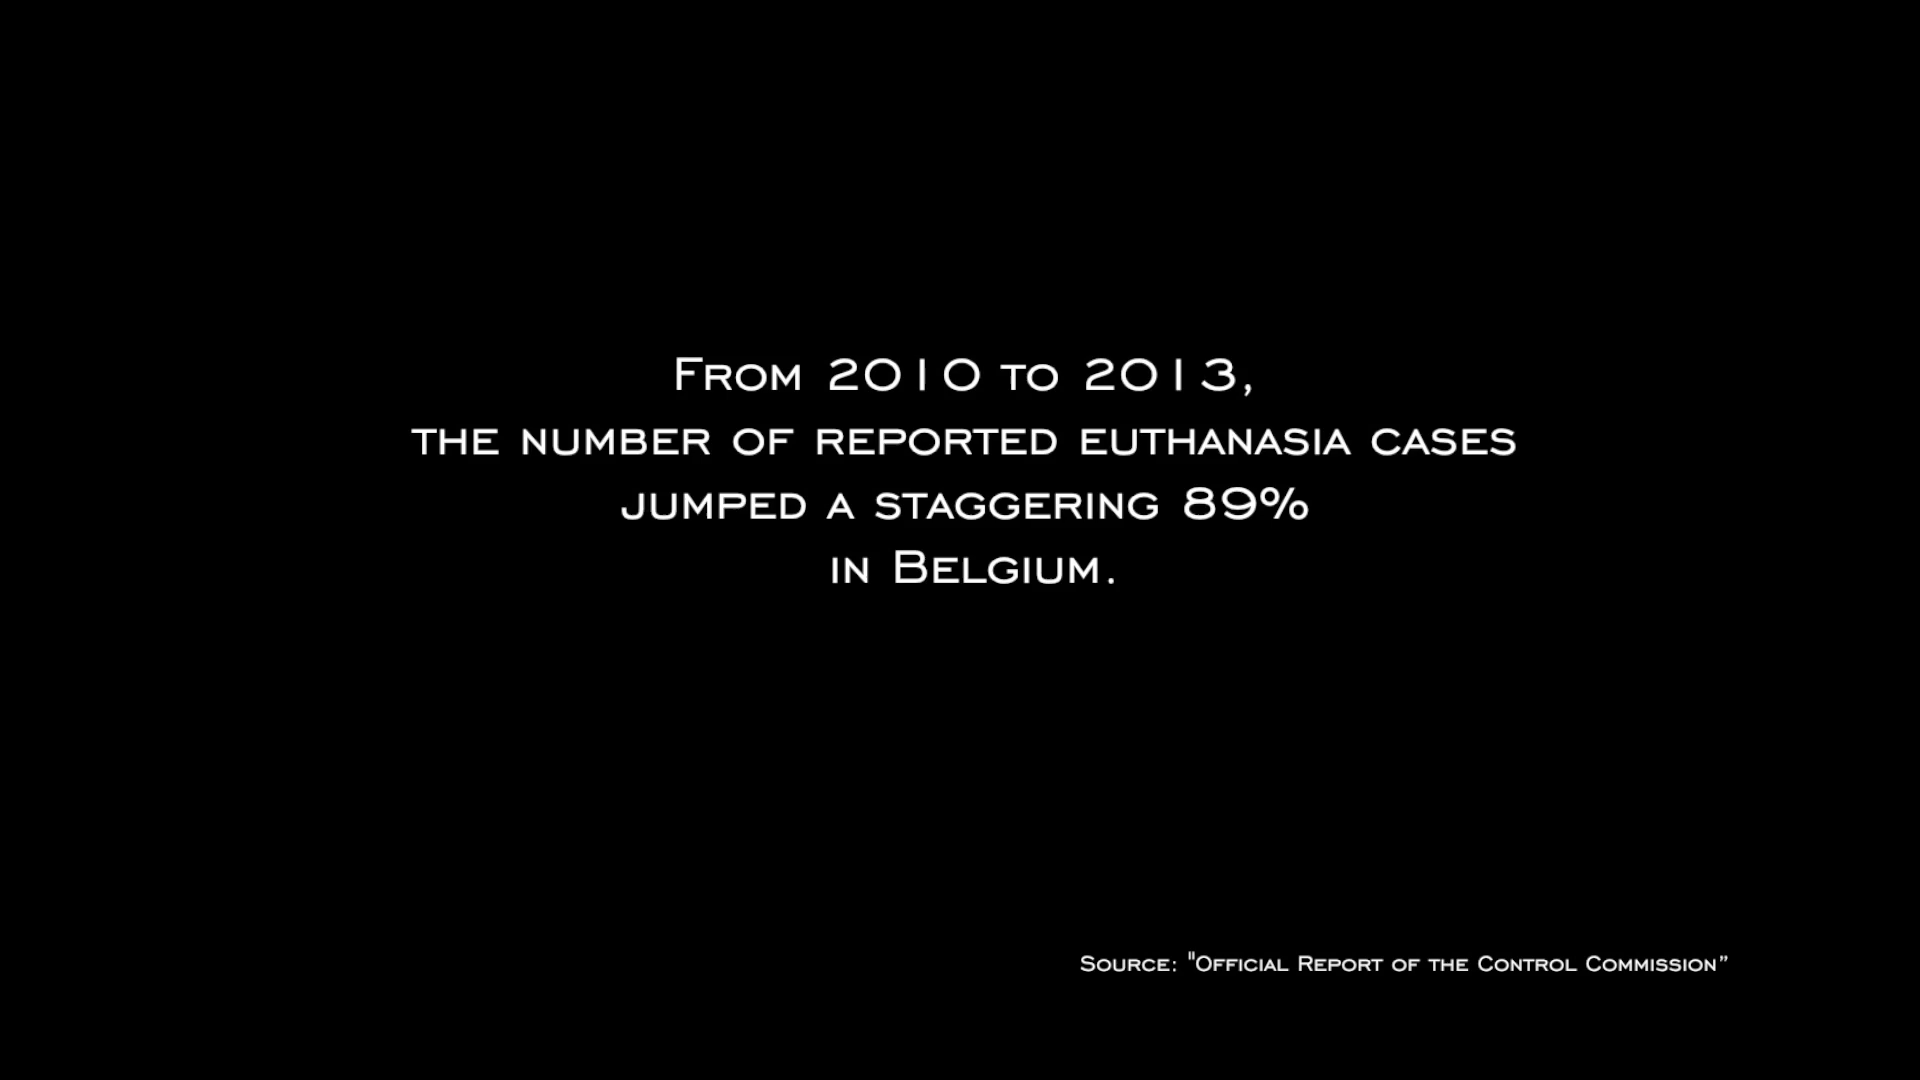 From 2010 to 2013,
the number of reported euthanasia cases
jumped a staggering 89%
in Belgium.
Source: "Official Report of the Control Commission”